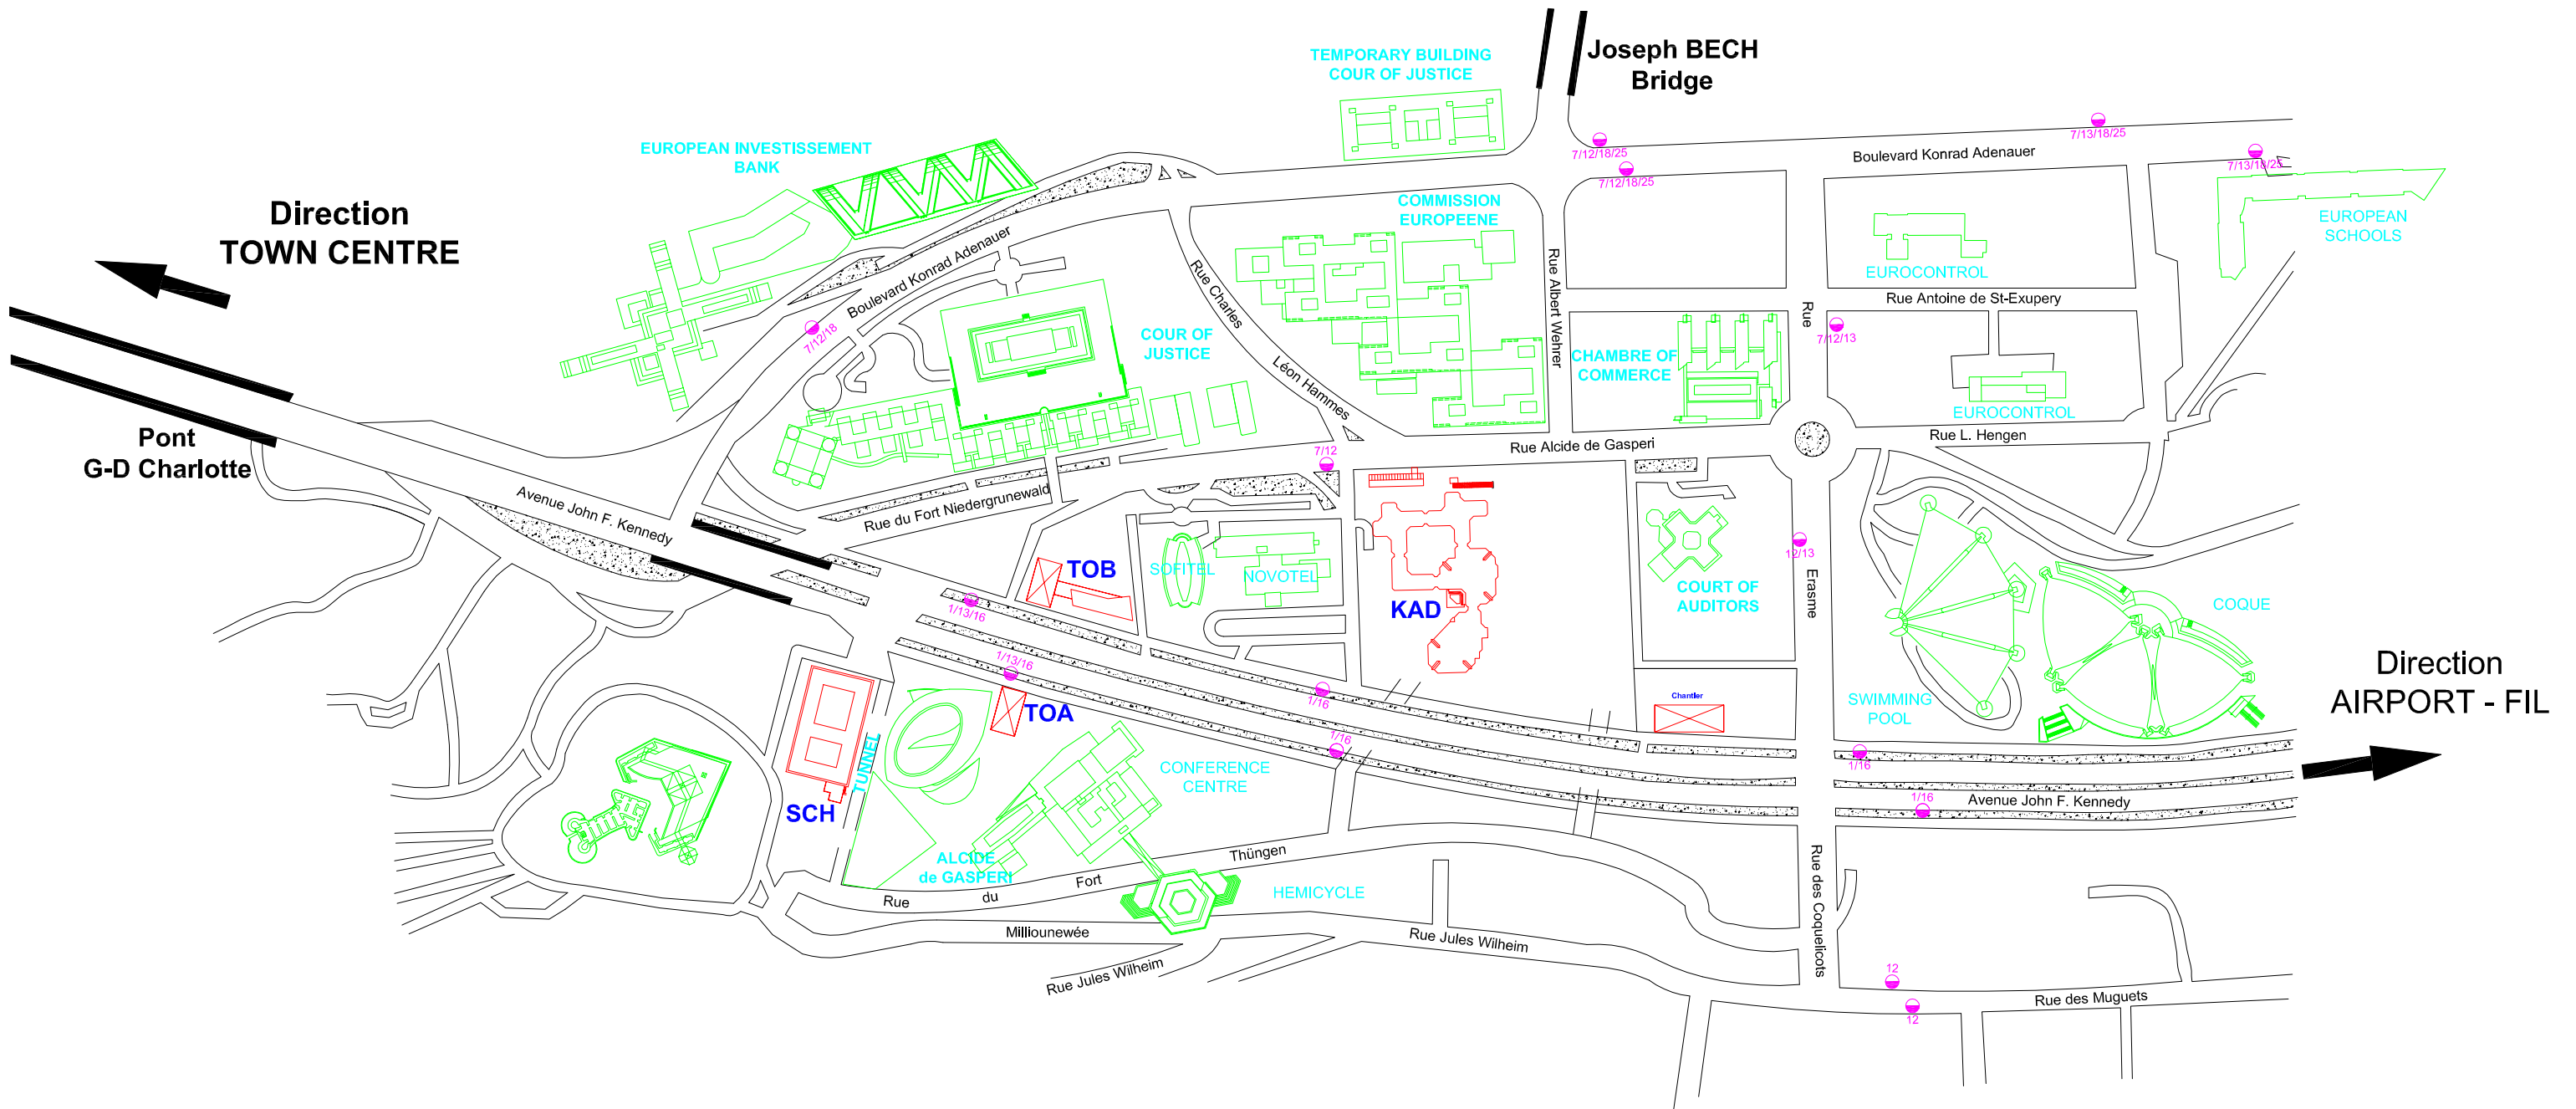 Joseph BECH
Bridge
TEMPORARY BUILDING
COUR OF JUSTICE
7/13/18/25
7/12/18/25
7/12/18/25
7/13/18/25
Boulevard Konrad Adenauer
EUROPEAN INVESTISSEMENT
BANK
Direction
TOWN CENTRE
COMMISSION
EUROPEENE
EUROPEAN
SCHOOLS
EUROCONTROL
Rue Antoine de St-Exupery
Boulevard Konrad Adenauer
7/12/18
Rue Charles
Léon Hammes
Rue Albert Wehrer
Rue
Erasme
7/12/13
COUR OF
JUSTICE
CHAMBRE OF
COMMERCE
EUROCONTROL
Rue L. Hengen
Rue Alcide de Gasperi
7/12
Pont
G-D Charlotte
Avenue John F. Kennedy
Rue du Fort Niedergrunewald
TOB
SOFITEL
NOVOTEL
KAD
COURT OF
AUDITORS
12/13
COQUE
1/13/16
1/13/16
Direction
AIRPORT - FIL
SWIMMING
POOL
Chantier
1/16
1/16
1/16
1/16
TOA
TUNNEL
SCH
CONFERENCE
CENTRE
Avenue John F. Kennedy
ALCIDE
de GASPERI
Rue du Fort Thüngen
HEMICYCLE
Milliounewée
Rue Jules Wilheim
Rue Jules Wilheim
Rue des Coquelicots
12
12
Rue des Muguets